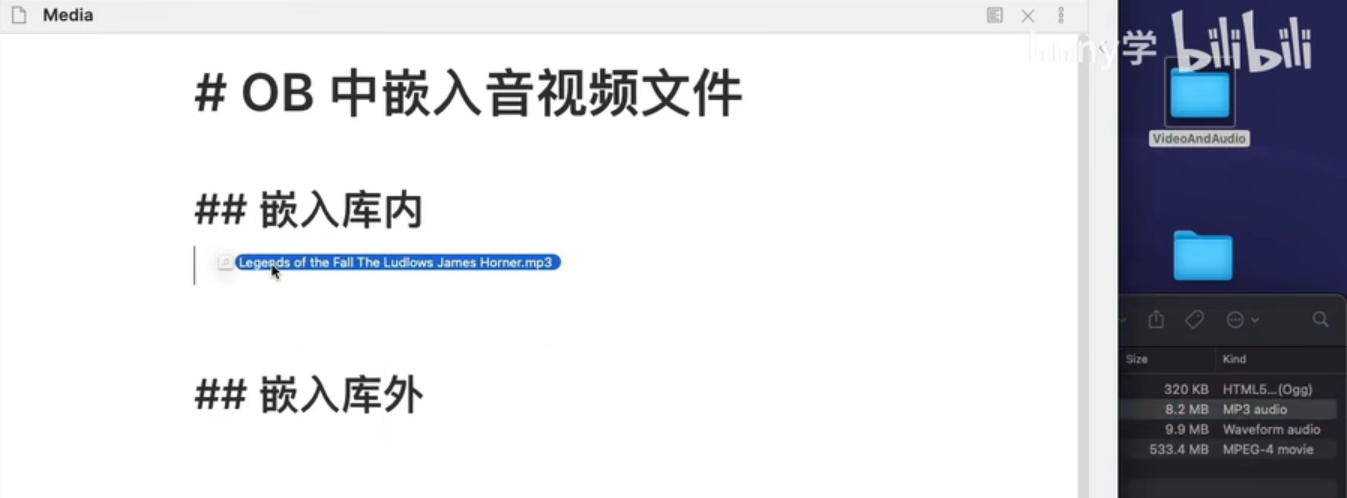 Media
学 bilibili
# OB 中嵌入音视频文件
VideoAndAudio
## 嵌入库内
Legends of the Fall The Ludlows James Horner.mp3
## 嵌入库外
Size Kind
320 KB HTML5...(Ogg)
8.2 MB MP3 audio
9.9 MB Waveform audio
533.4 MB MPEG-4 movie